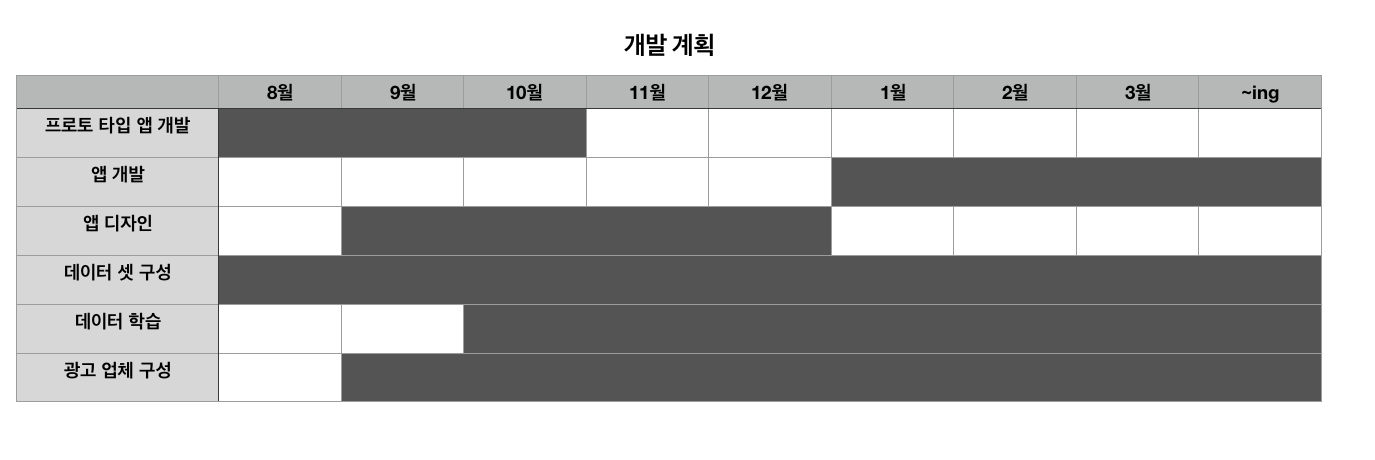 개발 계획
8월 9월 10월 11월 12월 1월 2월 3월 ~ing
프로토 타입 앱 개발
앱 개발
앱 디자인
데이터 셋 구성
데이터 학습
광고 업체 구성